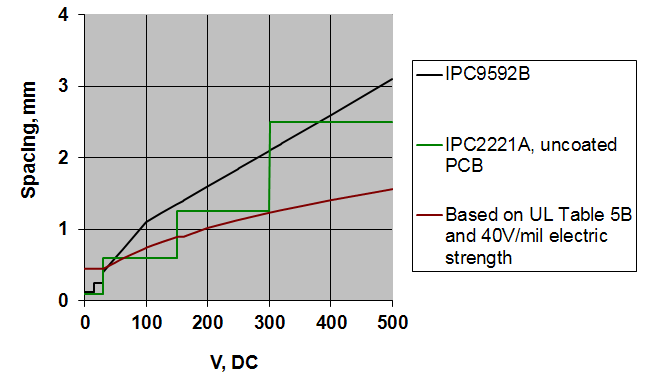 4
3
2
1
0
Spacing, mm
0 100 200 300 400 500
V, DC
IPC9592B
IPC2221A, uncoated
PCB
Based on UL Table 5B
and 40V/mil electric
strength